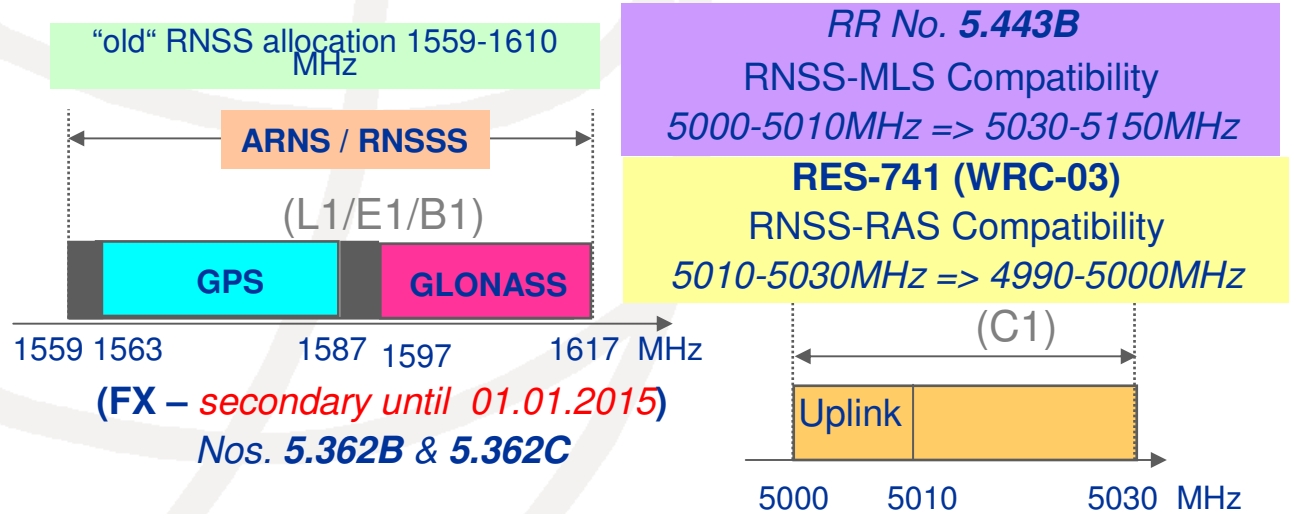 “old“ RNSS allocation 1559-1610
MHz
ARNS / RNSSS
(L1/E1/B1)
GPS
GLONASS
1559 1563 1587 1597 1617 MHz
(FX – secondary until 01.01.2015)
Nos. 5.362B & 5.362C
RR No. 5.443B
RNSS-MLS Compatibility
5000-5010MHz => 5030-5150MHz
RES-741 (WRC-03)
RNSS-RAS Compatibility
5010-5030MHz => 4990-5000MHz
(C1)
Uplink
5000 5010 5030 MHz